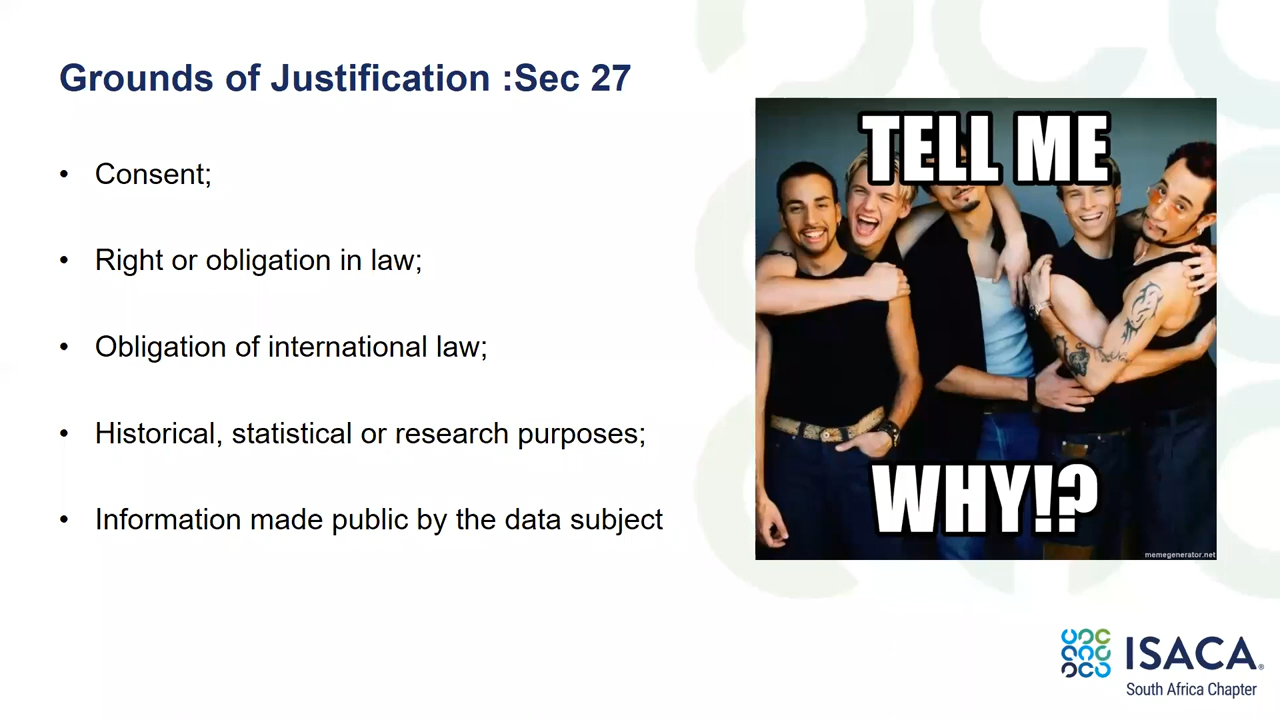 Grounds of Justification :Sec 27
• Consent;
• Right or obligation in law;
• Obligation of international law;
• Historical, statistical or research purposes;
• Information made public by the data subject
TELL ME
WHY!?
memegenerator.net
ISACA®
South Africa Chapter